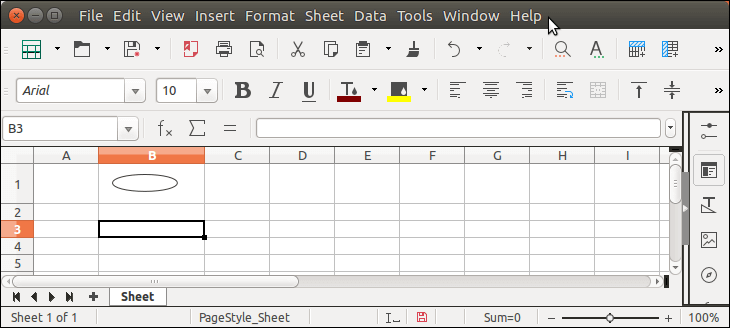 File Edit View Insert Format Sheet Data Tools Window Help
Arial 10 B I U T
B3 fx Σ =
A B C D E F G H I
1
2
3
4
5
Sheet
Sheet 1 of 1 PageStyle_Sheet Sum=0 100%